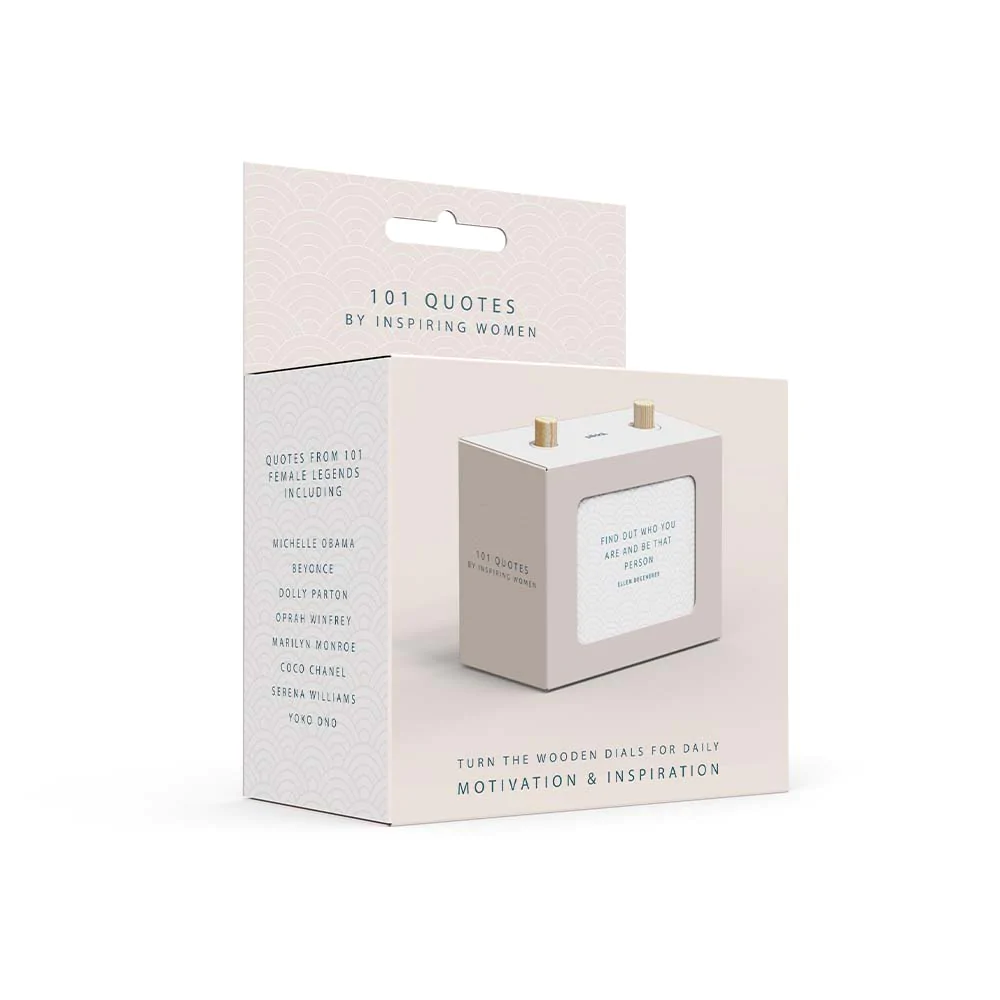 101 QUOTES
BY INSPIRING WOMEN
QUOTES FROM 101
FEMALE LEGENDS
INCLUDING
MICHELLE OBAMA
BEYONCE
DOLLY PARTON
OPRAH WINFREY
MARILYN MONROE
COCO CHANEL
SERENA WILLIAMS
YOKO ONO
101 QUOTES
BY INSPIRING WOMEN
FIND OUT WHO YOU
ARE AND BE THAT
PERSON
ELLEN DEGENERES
TURN THE WOODEN DIALS FOR DAILY
MOTIVATION & INSPIRATION